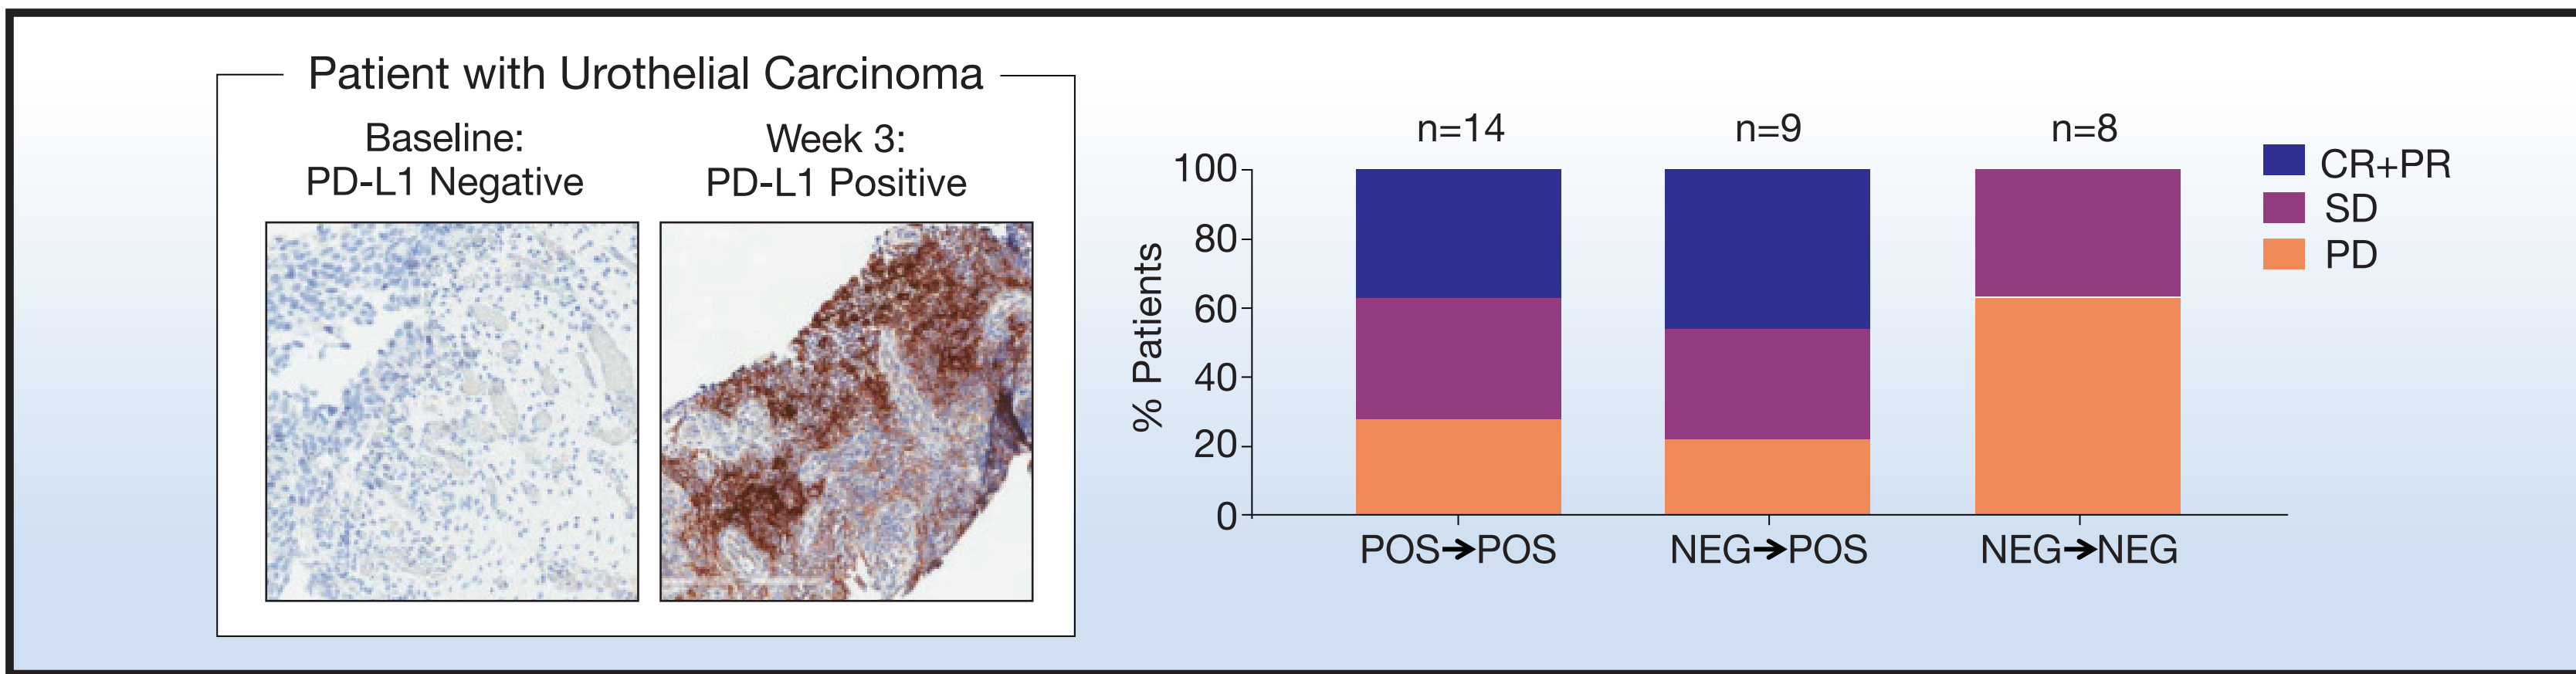 Patient with Urothelial Carcinoma
Baseline:
PD-L1 Negative
Week 3:
PD-L1 Positive
n=14
n=9
n=8
% Patients
100
80
60
40
20
0
POS➔POS
NEG➔POS
NEG➔NEG
CR+PR
SD
PD